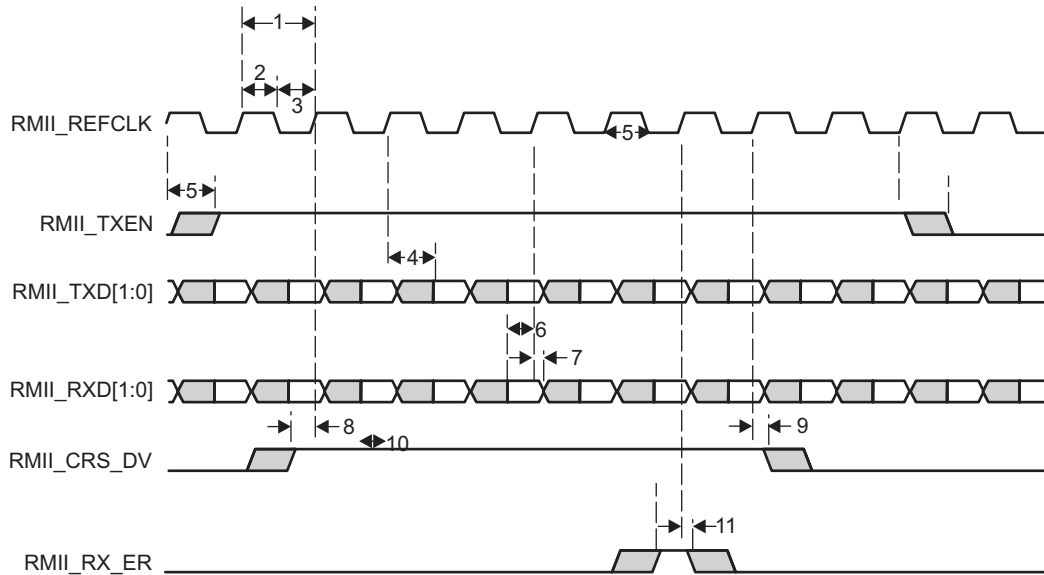 1
2
3
RMII_REFCLK
5
5
RMII_TXEN
4
RMII_TXD[1:0]
6
7
RMII_RXD[1:0]
8
9
10
RMII_CRS_DV
11
RMII_RX_ER